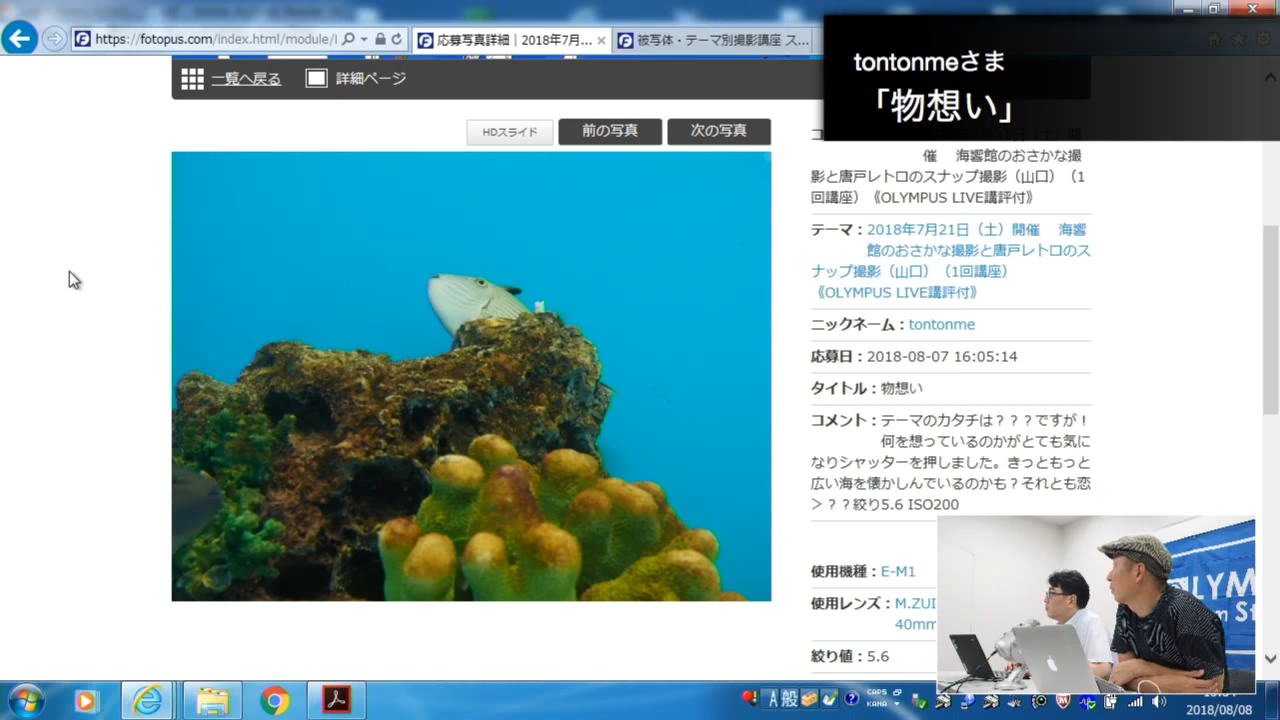 https://fotopus.com/index.html/module/l
応募写真詳細 | 2018年7月...
被写体・テーマ別撮影講座 ス...
tontonmeさま
「物想い」
一覧へ戻る
詳細ページ
HDスライド
前の写真
次の写真
催 海響館のおさかな撮
影と唐戸レトロのスナップ撮影（山口）（1
回講座）《OLYMPUS LIVE講評付》
テーマ：2018年7月21日（土）開催 海響
館のおさかな撮影と唐戸レトロのス
ナップ撮影（山口）（1回講座）
《OLYMPUS LIVE講評付》
ニックネーム：tontonme
応募日：2018-08-07 16:05:14
タイトル：物想い
コメント：テーマのカタチは？？？ですが！
何を想っているのかがとても気に
なりシャッターを押しました。きっともっと
広い海を懐かしんでいるのかも？それとも恋
＞？？絞り5.6 ISO200
使用機種：E-M1
使用レンズ：M.ZUI
40mm
絞り値：5.6
A 般
CAPS
KANA
2018/08/08